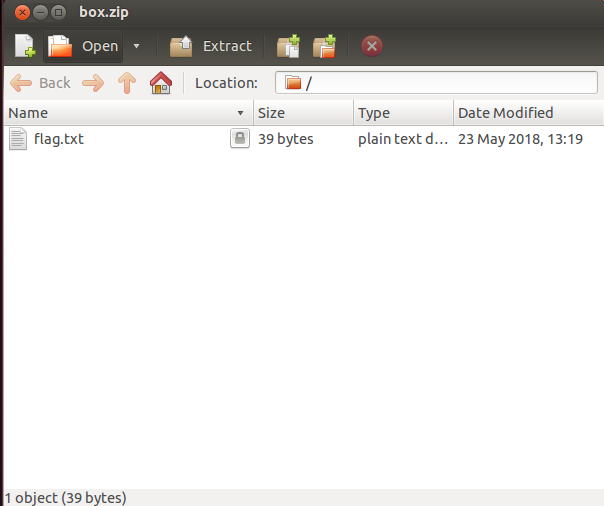 box.zip
Open Extract
Back Location: /
Name Size Type Date Modified
flag.txt 39 bytes plain text d... 23 May 2018, 13:19
1 object (39 bytes)